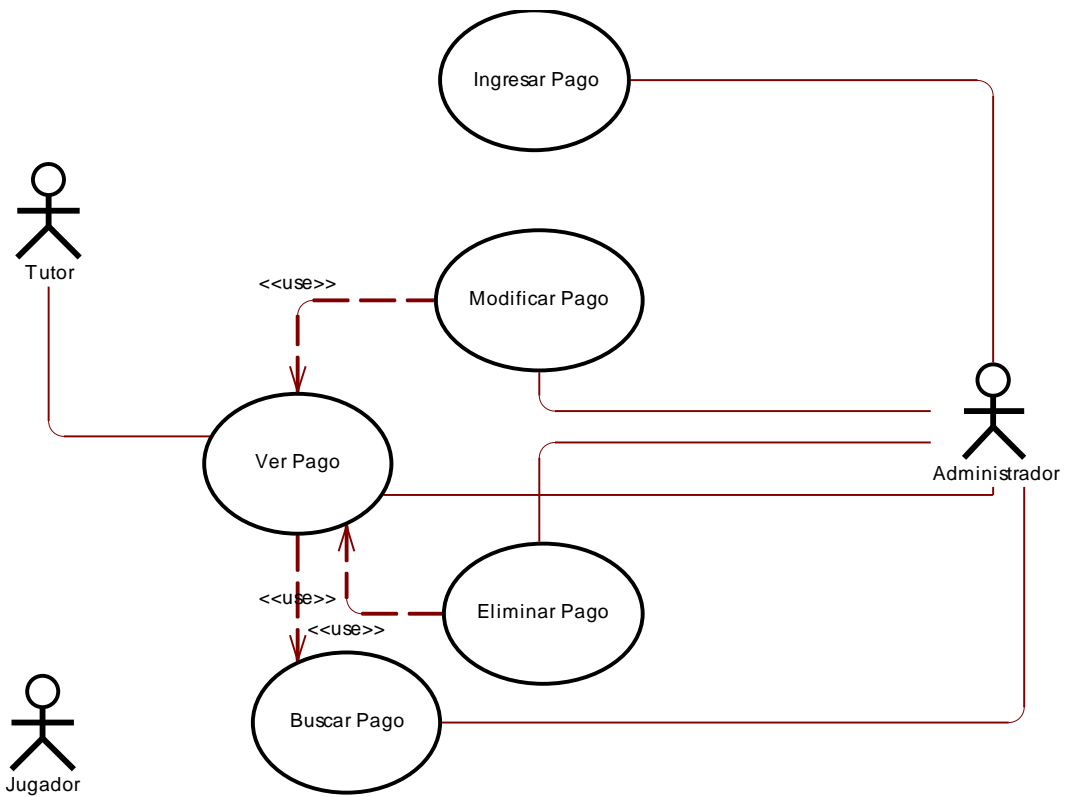 Ingresar Pago
Tutor
<<use>>
Modificar Pago
Ver Pago
Administrador
<<use>>
Eliminar Pago
<<use>>
Buscar Pago
Jugador